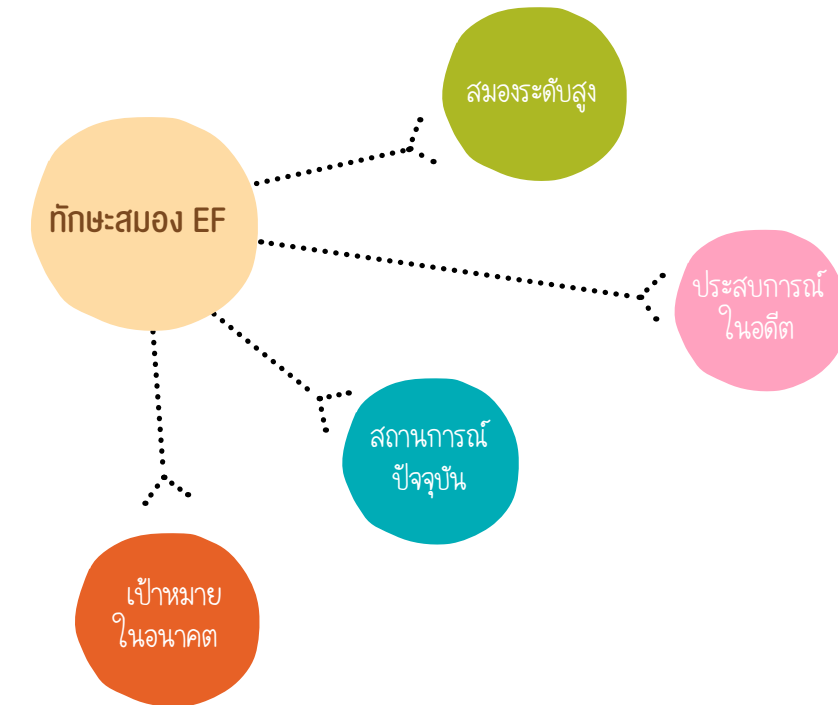 สมองระดับสูง
ทักษะสมอง EF
ประสบการณ์
ในอดีต
สถานการณ์
ปัจจุบัน
เป้าหมาย
ในอนาคต